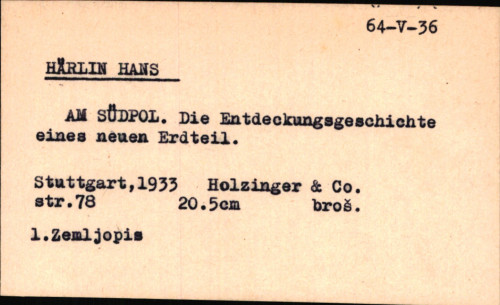 64-V-36
HÄRLIN HANS
AM SÜDPOL. Die Entdeckungsgeschichte
eines neuen Erdteil.
Stuttgart,1933 Holzinger & Co.
str.78 20.5cm broš.
1.Zemljopis